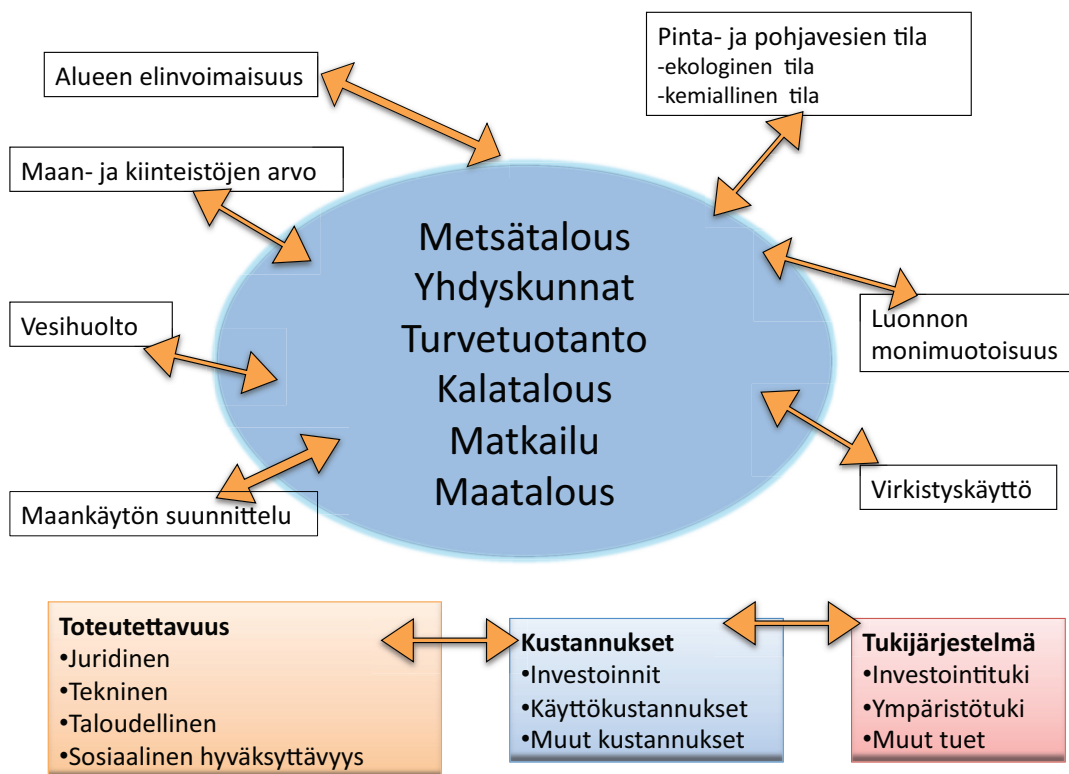 Alueen elinvoimaisuus
Pinta- ja pohjavesien tila
-ekologinen tila
-kemiallinen tila
Maan- ja kiinteistöjen arvo
Metsätalous
Yhdyskunnat
Turvetuotanto
Kalatalous
Matkailu
Maatalous
Vesihuolto
Luonnon
monimuotoisuus
Maankäytön suunnittelu
Virkistyskäyttö
Toteutettavuus
•Juridinen
•Tekninen
•Taloudellinen
•Sosiaalinen hyväksyttävyys
Kustannukset
•Investoinnit
•Käyttökustannukset
•Muut kustannukset
Tukijärjestelmä
•Investointituki
•Ympäristötuki
•Muut tuet